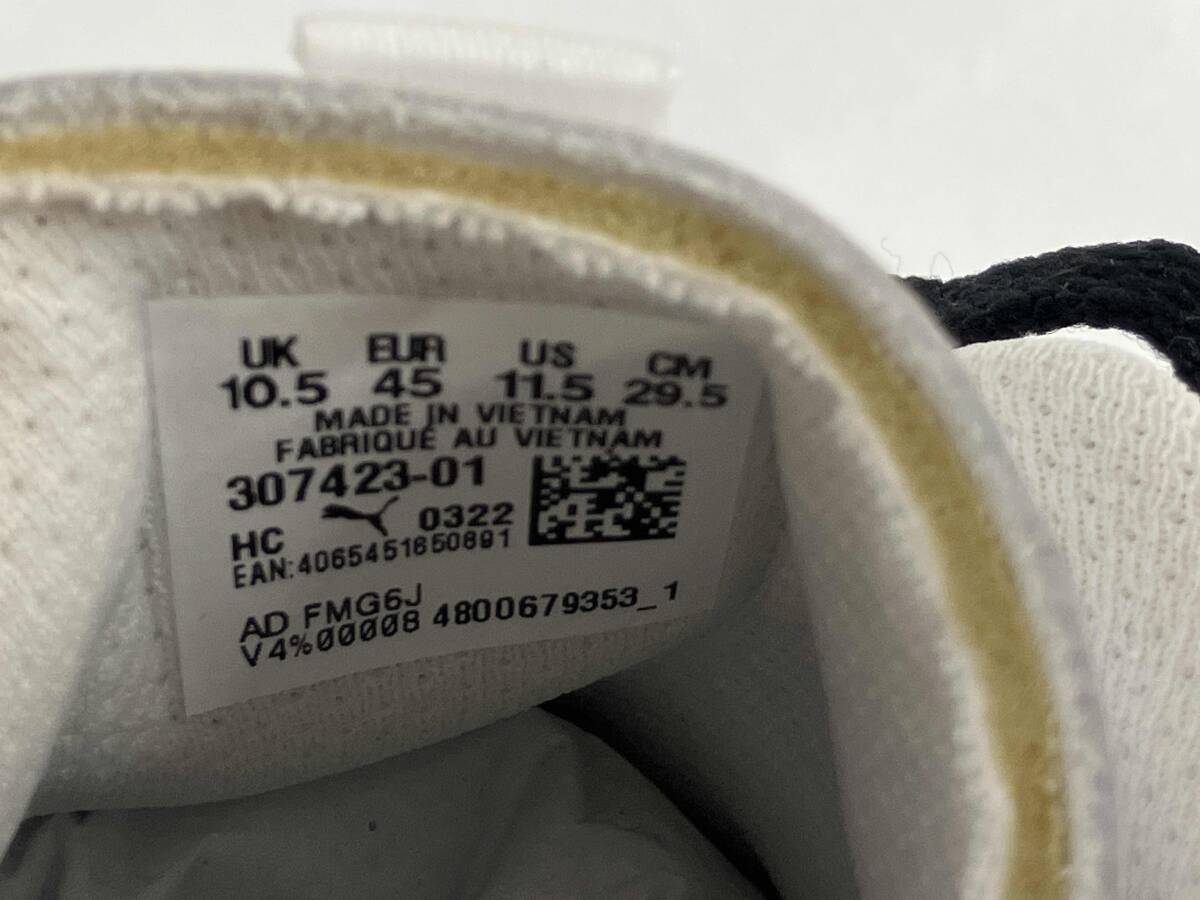 UK EUR US CM
10.5 45 11.5 29.5
MADE IN VIETNAM
FABRIQUÉ AU VIETNAM
307423-01
HC 0322
EAN:4065451650891
AD FMG6J
V4%00008 4800679353_1